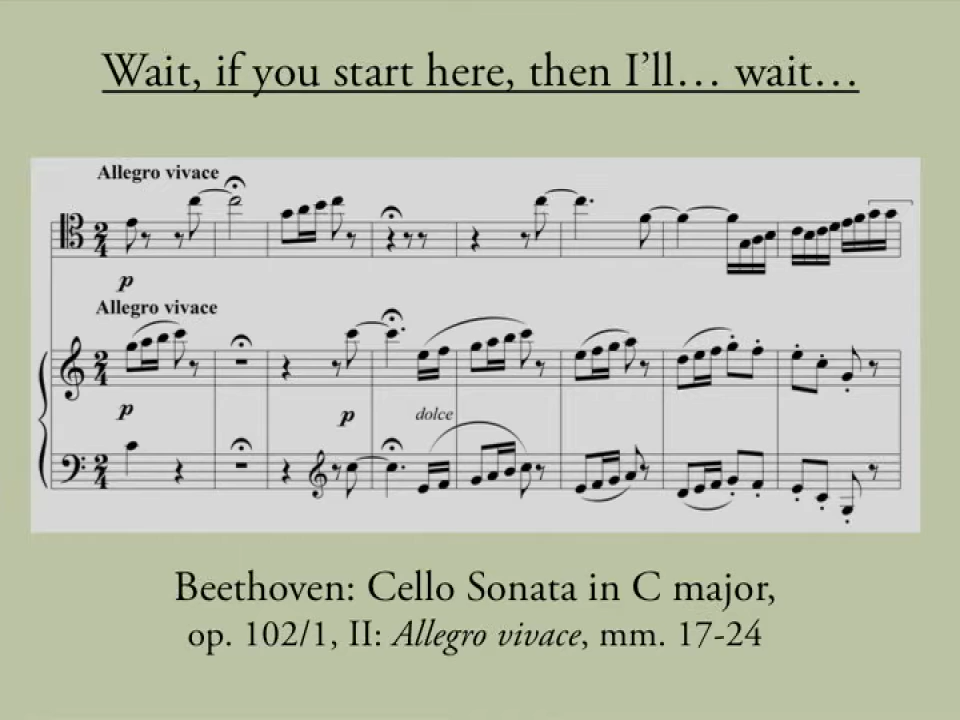 Wait, if you start here, then I’ll… wait…
Allegro vivace
p
Allegro vivace
p
p
dolce
Beethoven: Cello Sonata in C major,
op. 102/1, II: Allegro vivace, mm. 17-24